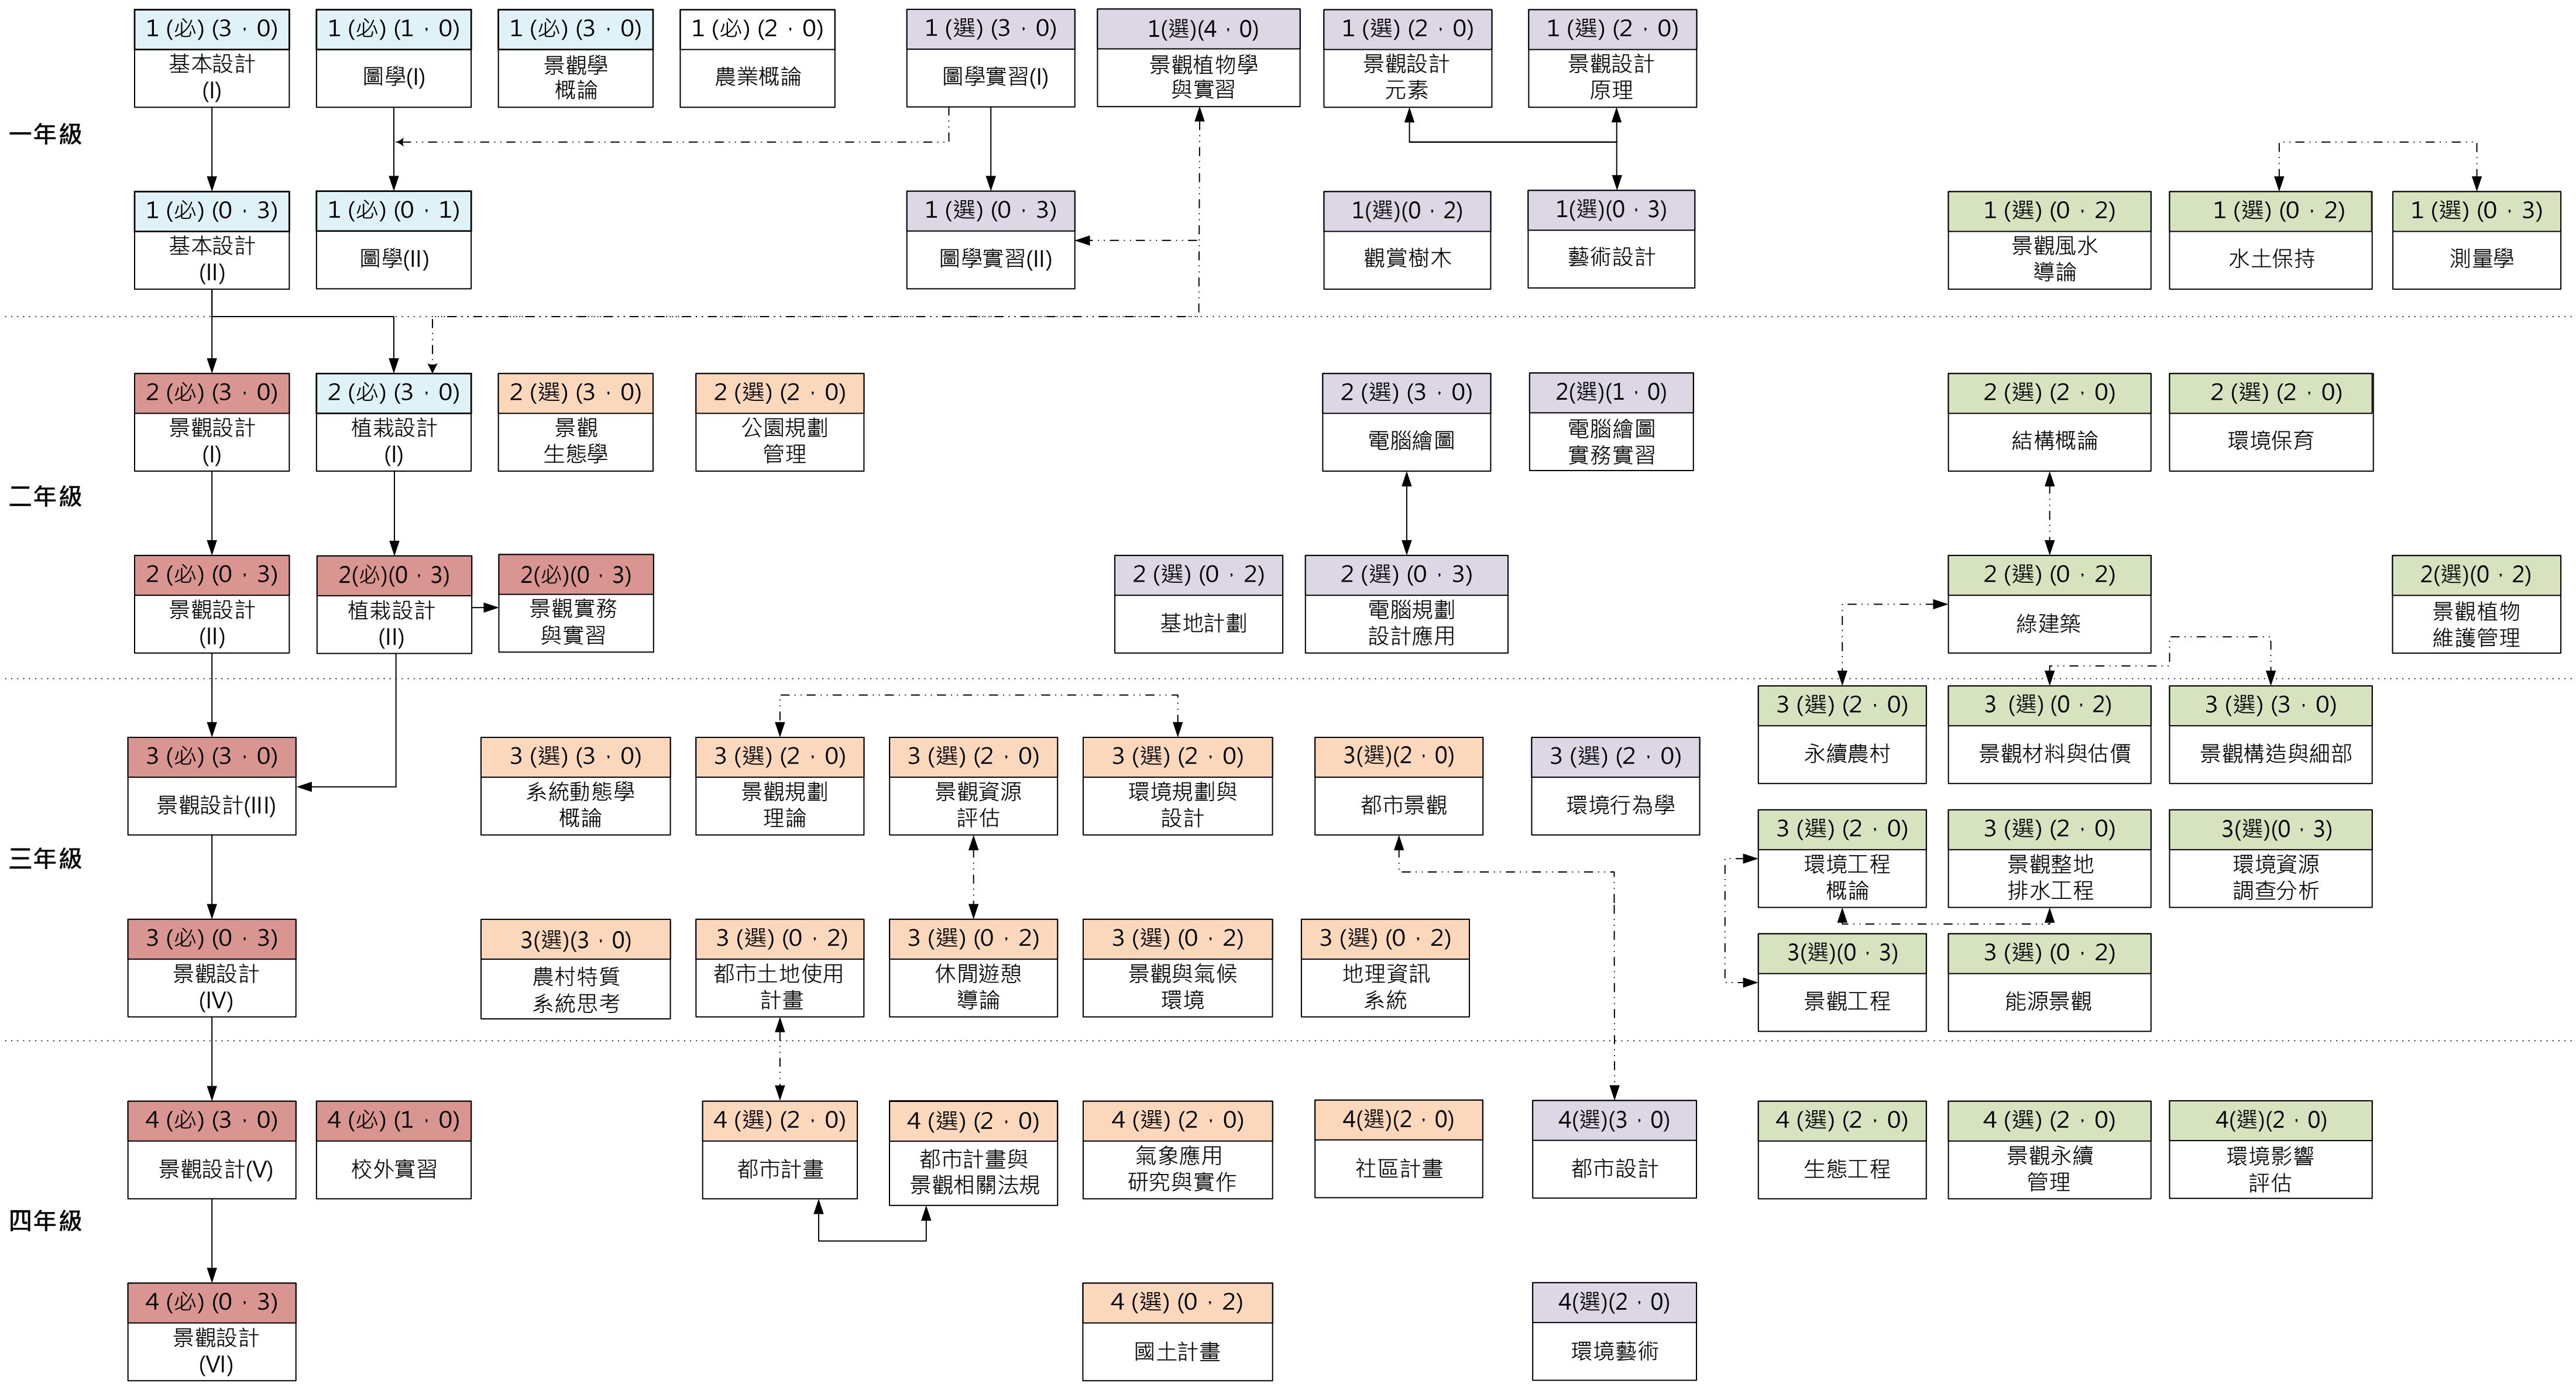 一年級
1 (必) (3,0)
基本設計
(I)
1 (必) (1,0)
圖學(I)
1 (必) (3,0)
景觀學
概論
1 (必) (2,0)
農業概論
1 (選) (3,0)
圖學實習(I)
1(選)(4,0)
景觀植物學
與實習
1 (選) (2,0)
景觀設計
元素
1 (選) (2,0)
景觀設計
原理
1 (必) (0,3)
基本設計
(II)
1 (必) (0,1)
圖學(II)
1 (選) (0,3)
圖學實習(II)
1(選)(0,2)
觀賞樹木
1(選)(0,3)
藝術設計
1 (選) (0,2)
景觀風水
導論
1 (選) (0,2)
水土保持
1 (選) (0,3)
測量學
二年級
2 (必) (3,0)
景觀設計
(I)
2 (必) (3,0)
植栽設計
(I)
2 (選) (3,0)
景觀
生態學
2 (選) (2,0)
公園規劃
管理
2 (選) (3,0)
電腦繪圖
2(選)(1,0)
電腦繪圖
實務實習
2 (選) (2,0)
結構概論
2 (選) (2,0)
環境保育
2 (必) (0,3)
景觀設計
(II)
2(必)(0,3)
植栽設計
(II)
2(必)(0,3)
景觀實務
與實習
2 (選) (0,2)
基地計劃
2 (選) (0,3)
電腦規劃
設計應用
2 (選) (0,2)
綠建築
2(選)(0,2)
景觀植物
維護管理
三年級
3 (必) (3,0)
景觀設計(III)
3 (選) (3,0)
系統動態學
概論
3 (選) (2,0)
景觀規劃
理論
3 (選) (2,0)
景觀資源
評估
3 (選) (2,0)
環境規劃與
設計
3(選)(2,0)
都市景觀
3 (選) (2,0)
環境行為學
3 (選) (2,0)
永續農村
3 (選) (0,2)
景觀材料與估價
3 (選) (3,0)
景觀構造與細部
3 (選) (2,0)
環境工程
概論
3 (選) (2,0)
景觀整地
排水工程
3(選)(0,3)
環境資源
調查分析
3 (必) (0,3)
景觀設計
(IV)
3(選)(3,0)
農村特質
系統思考
3 (選) (0,2)
都市土地使用
計畫
3 (選) (0,2)
休閒遊憩
導論
3 (選) (0,2)
景觀與氣候
環境
3 (選) (0,2)
地理資訊
系統
3(選)(0,3)
景觀工程
3 (選) (0,2)
能源景觀
四年級
4 (必) (3,0)
景觀設計(V)
4 (必) (1,0)
校外實習
4 (選) (2,0)
都市計畫
4 (選) (2,0)
都市計畫與
景觀相關法規
4 (選) (2,0)
氣象應用
研究與實作
4(選)(2,0)
社區計畫
4(選)(3,0)
都市設計
4 (選) (2,0)
生態工程
4 (選) (2,0)
景觀永續
管理
4(選)(2,0)
環境影響
評估
4 (必) (0,3)
景觀設計
(VI)
4 (選) (0,2)
國土計畫
4(選)(2,0)
環境藝術